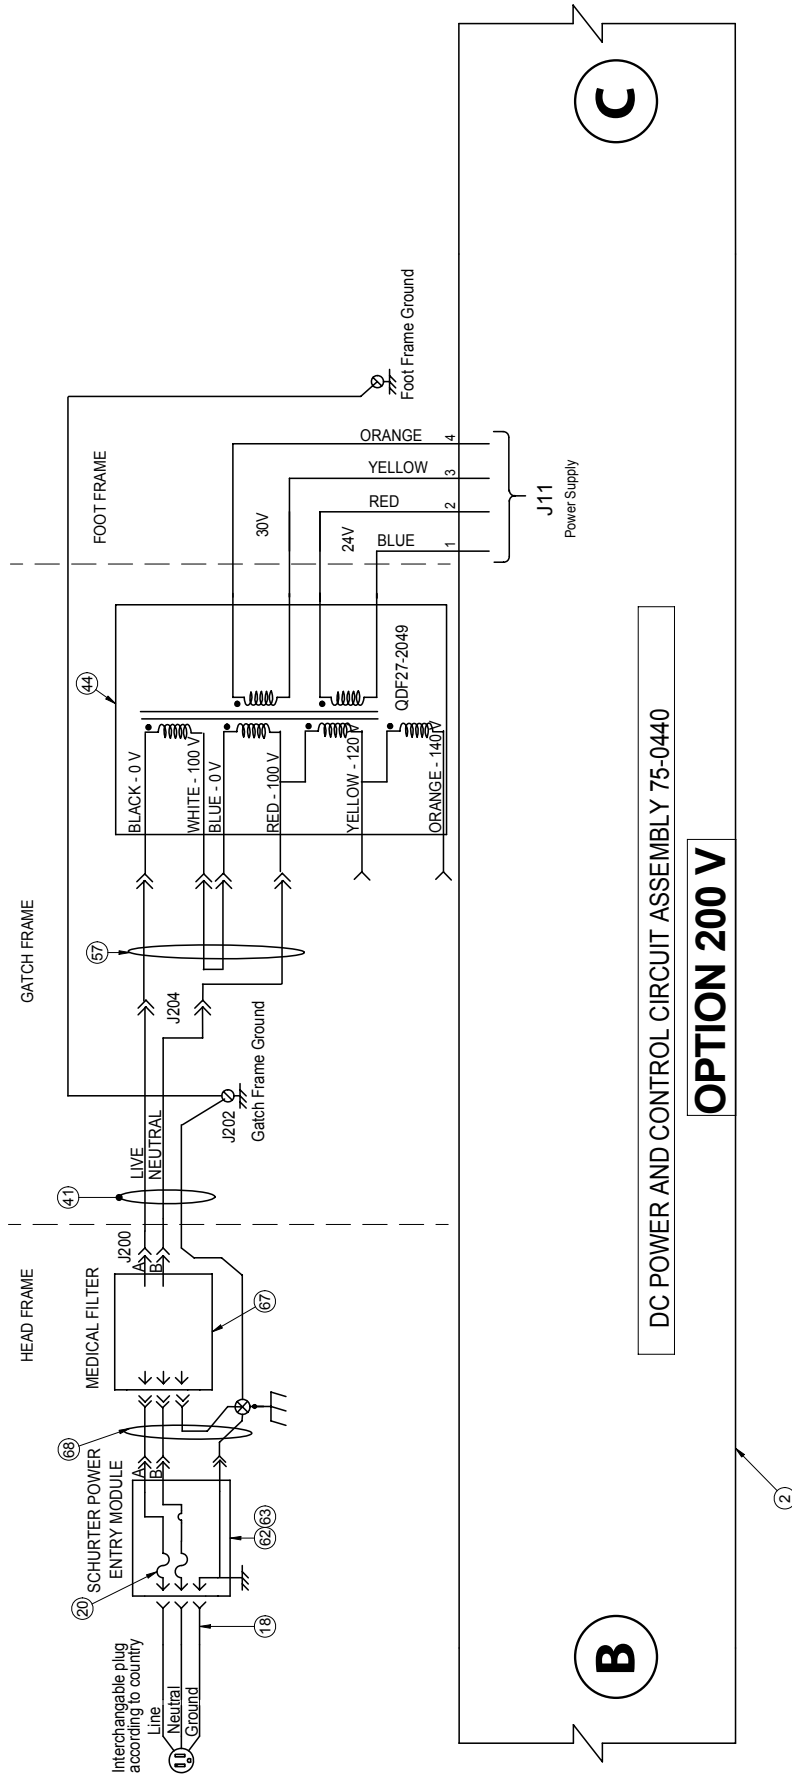 HEAD FRAME
GATCH FRAME
FOOT FRAME
Interchangable plug
according to country
Line
Neutral
Ground
18
20
SCHURTER POWER
ENTRY MODULE
A
B
62 63
68
MEDICAL FILTER
67
A
B
J200
41
LIVE
NEUTRAL
J202
Gatch Frame Ground
J204
57
44
BLACK - 0 V
WHITE - 100 V
BLUE - 0 V
RED - 100 V
YELLOW - 120 V
ORANGE - 140 V
QDF27-2049
30V
24V
ORANGE 4
YELLOW 3
RED 2
BLUE 1
Foot Frame Ground
J11
Power Supply
B
C
DC POWER AND CONTROL CIRCUIT ASSEMBLY 75-0440
OPTION 200 V
2